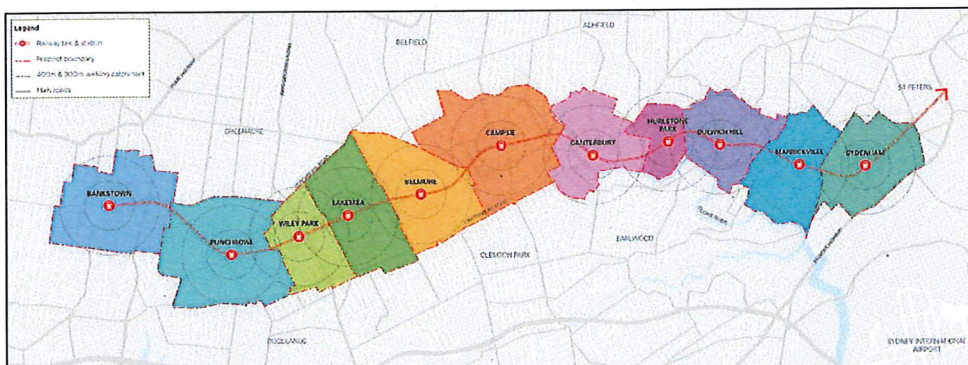 Legend
Railway line & station
Precinct boundary
400m & 800m walking catchment
Main roads
ASHFIELD
BELFIELD
ST PETERS
GREENACRE
CAMPSIE
HURLSTONE
PARK
DULWICH HILL
CANTERBURY
MARRICKVILLE
SYDENHAM
BELMORE
BANKSTOWN
LAKEMBA
WILEY PARK
PUNCHBOWL
EARLWOOD
CLEMTON PARK
ROSELANDS
SYDNEY INTERNATIONAL
AIRPORT